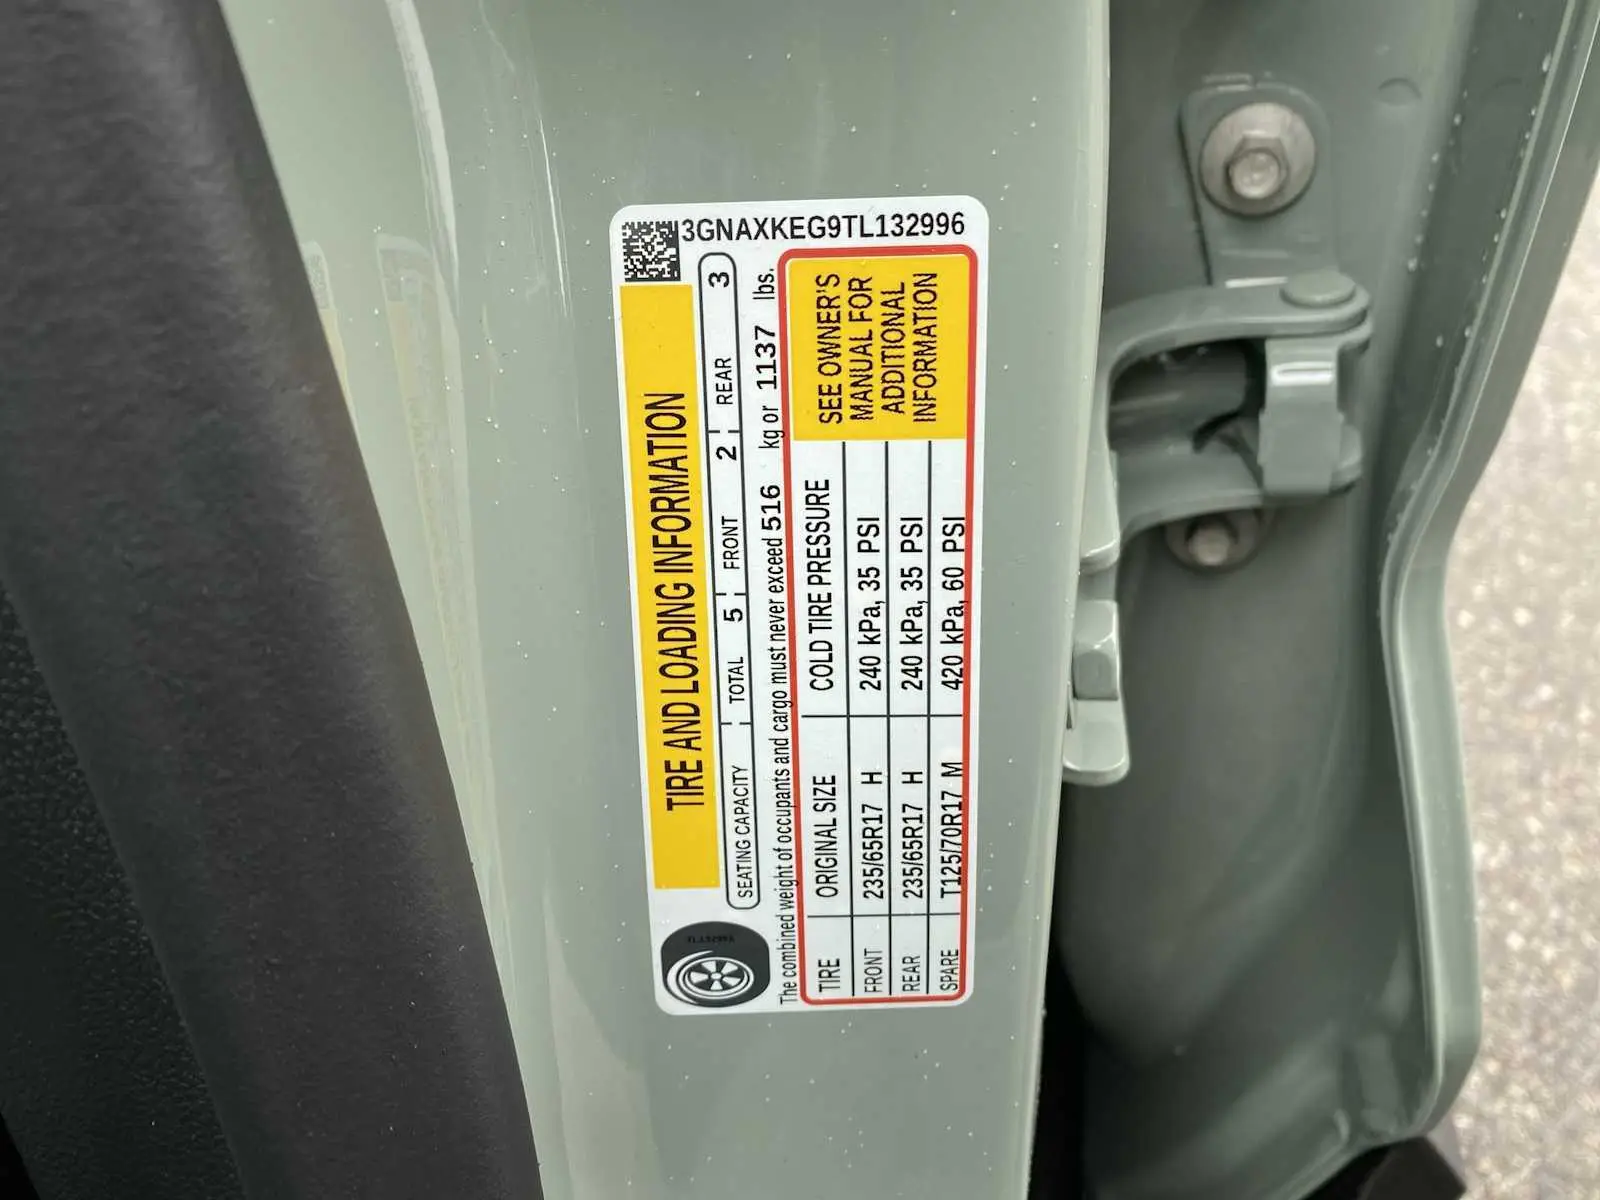 3GNAXKEG9TL132996
TIRE AND LOADING INFORMATION
SEATING CAPACITY TOTAL 5 FRONT 2 REAR 3
The combined weight of occupants and cargo must never exceed 516 kg or 1137 lbs.
TIRE ORIGINAL SIZE COLD TIRE PRESSURE
FRONT 235/65R17 H 240 kPa, 35 PSI
REAR 235/65R17 H 240 kPa, 35 PSI
SPARE T125/70R17 M 420 kPa, 60 PSI
SEE OWNER'S
MANUAL FOR
ADDITIONAL
INFORMATION